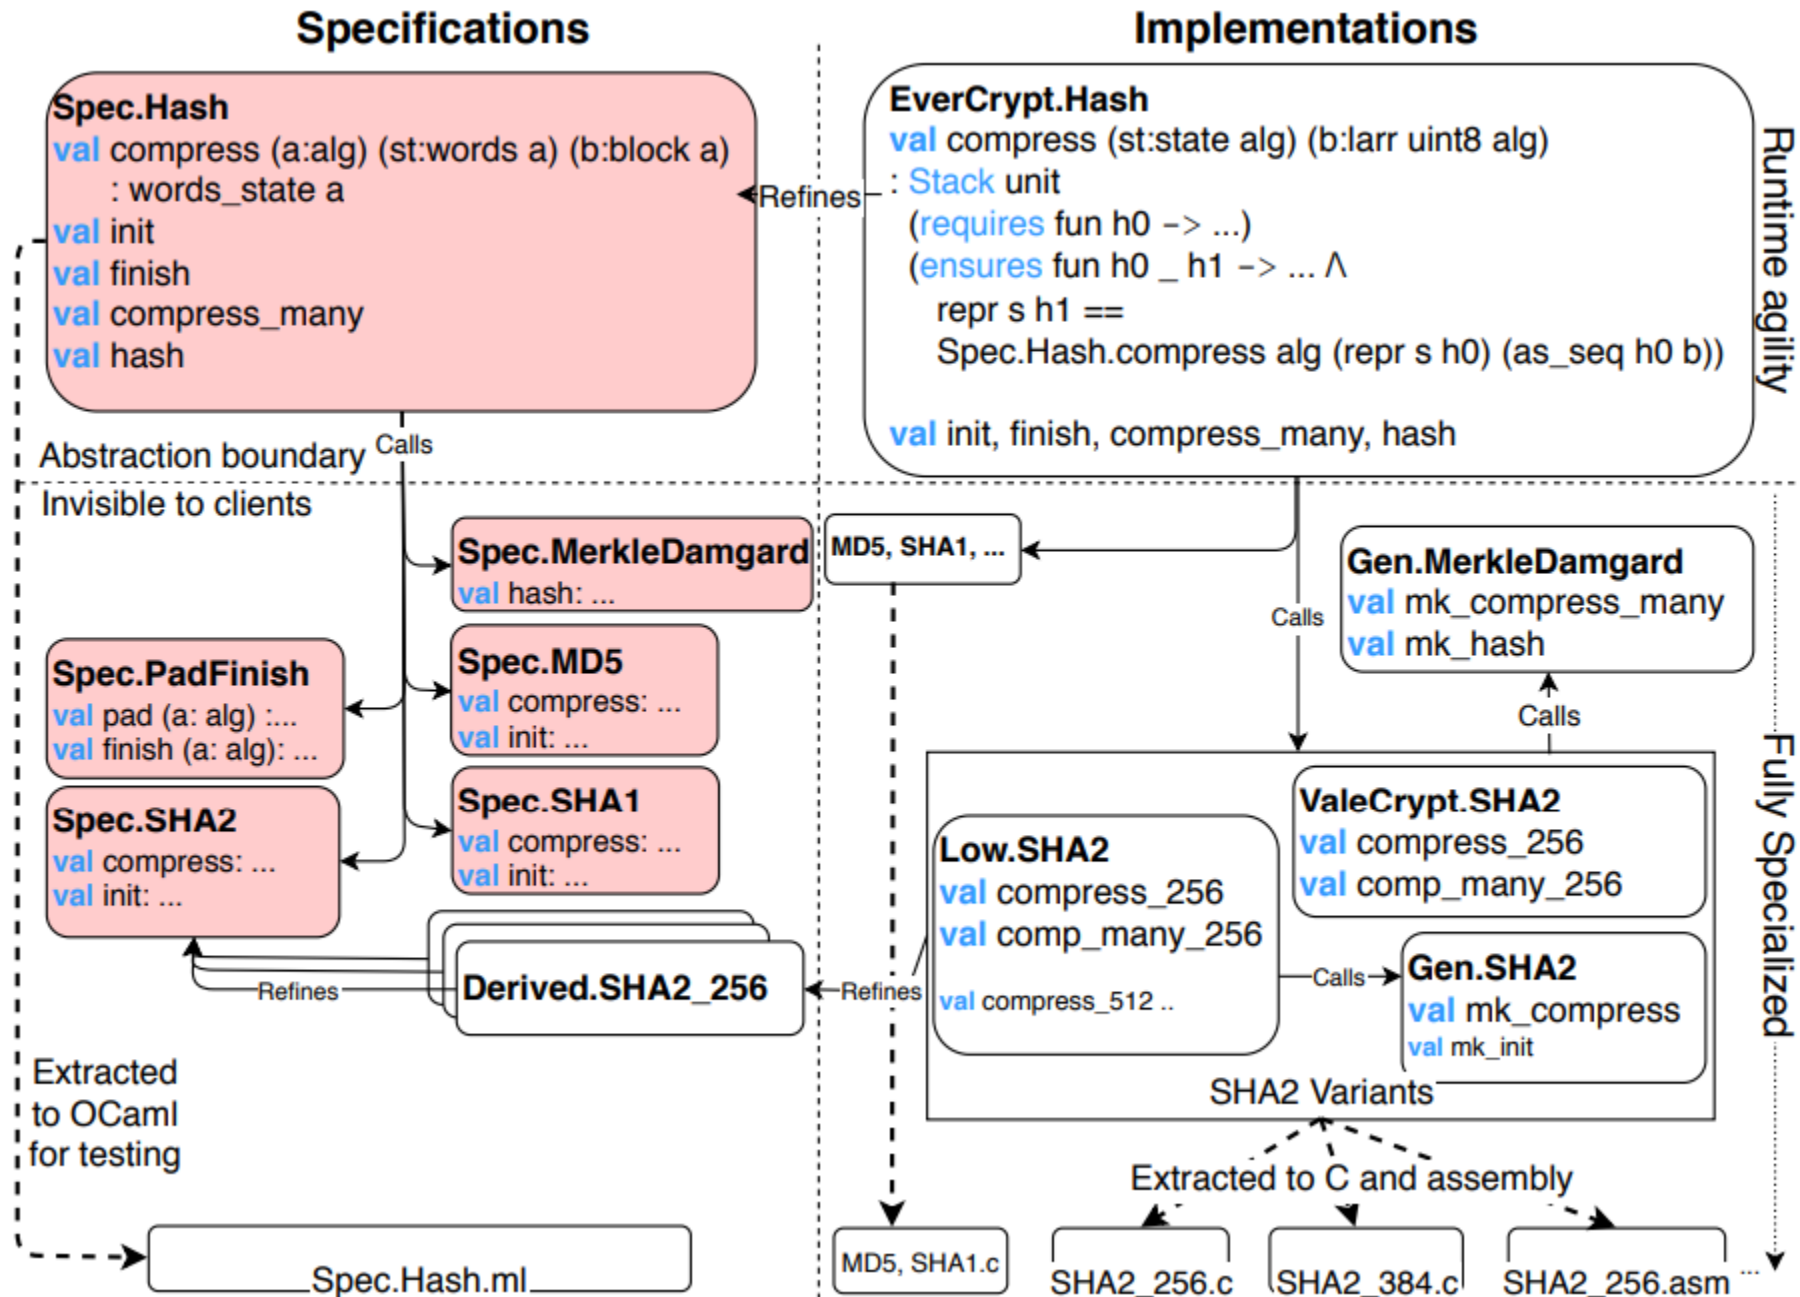 Specifications
Implementations
Spec.Hash
val compress (a:alg) (st:words a) (b:block a)
: words_state a
val init
val finish
val compress_many
val hash
Refines
EverCrypt.Hash
val compress (st:state alg) (b:larr uint8 alg)
: Stack unit
(requires fun h0 −> ...)
(ensures fun h0 _ h1 −> ... /\
repr s h1 ==
Spec.Hash.compress alg (repr s h0) (as_seq h0 b))
val init, finish, compress_many, hash
Runtime agility
Abstraction boundary
Calls
Invisible to clients
Spec.MerkleDamgard
val hash: ...
Spec.PadFinish
val pad (a: alg) :...
val finish (a: alg): ...
Spec.MD5
val compress: ...
val init: ...
Spec.SHA2
val compress: ...
val init: ...
Spec.SHA1
val compress: ...
val init: ...
Derived.SHA2_256
Refines
Refines
MD5, SHA1, ...
Calls
Gen.MerkleDamgard
val mk_compress_many
val mk_hash
Calls
Low.SHA2
val compress_256
val comp_many_256
val compress_512 ..
ValeCrypt.SHA2
val compress_256
val comp_many_256
Calls
Gen.SHA2
val mk_compress
val mk_init
SHA2 Variants
Fully Specialized
Extracted
to OCaml
for testing
Extracted to C and assembly
Spec.Hash.ml
MD5, SHA1.c
SHA2_256.c
SHA2_384.c
SHA2_256.asm
...